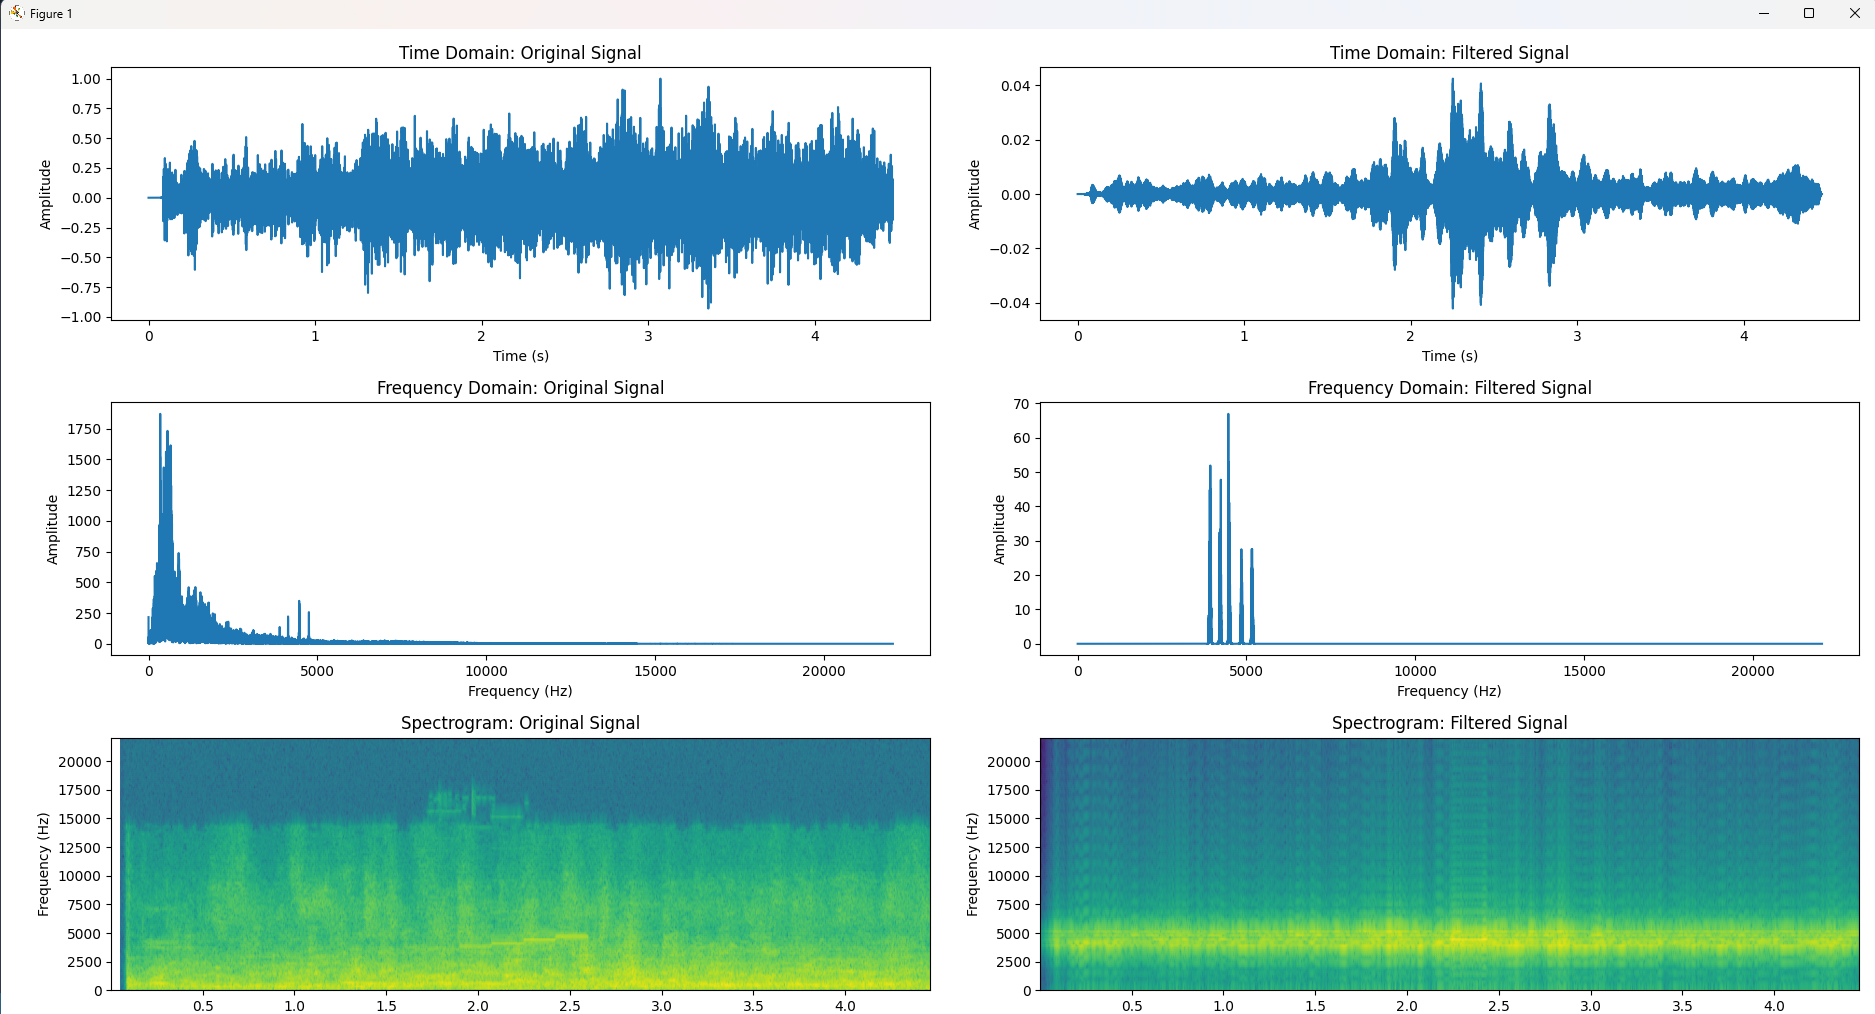 Figure 1
Time Domain: Original Signal
1.00
0.75
0.50
0.25
0.00
−0.25
−0.50
−0.75
−1.00
Amplitude
0 1 2 3 4
Time (s)
Time Domain: Filtered Signal
0.04
0.02
0.00
−0.02
−0.04
Amplitude
0 1 2 3 4
Time (s)
Frequency Domain: Original Signal
1750
1500
1250
1000
750
500
250
0
Amplitude
0 5000 10000 15000 20000
Frequency (Hz)
Frequency Domain: Filtered Signal
70
60
50
40
30
20
10
0
Amplitude
0 5000 10000 15000 20000
Frequency (Hz)
Spectrogram: Original Signal
20000
17500
15000
12500
10000
7500
5000
2500
0
Frequency (Hz)
0.5 1.0 1.5 2.0 2.5 3.0 3.5 4.0
Spectrogram: Filtered Signal
20000
17500
15000
12500
10000
7500
5000
2500
0
Frequency (Hz)
0.5 1.0 1.5 2.0 2.5 3.0 3.5 4.0